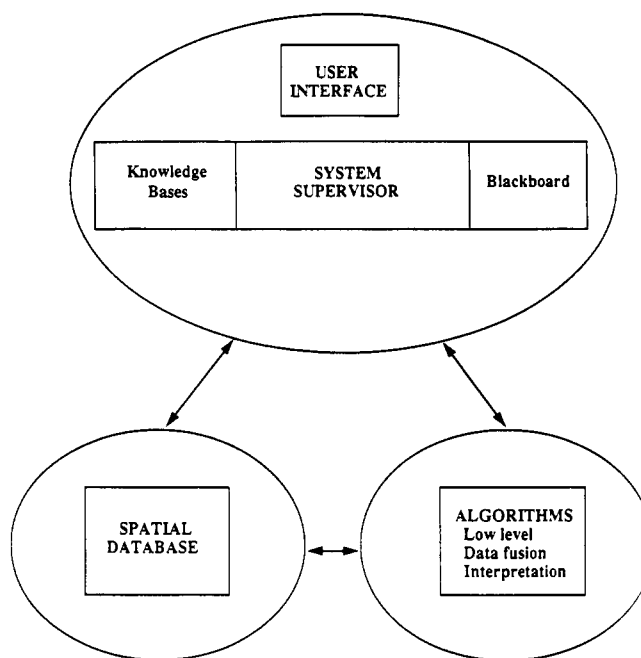 USER
INTERFACE
Knowledge
Bases
SYSTEM
SUPERVISOR
Blackboard
SPATIAL
DATABASE
ALGORITHMS
Low level
Data fusion
Interpretation